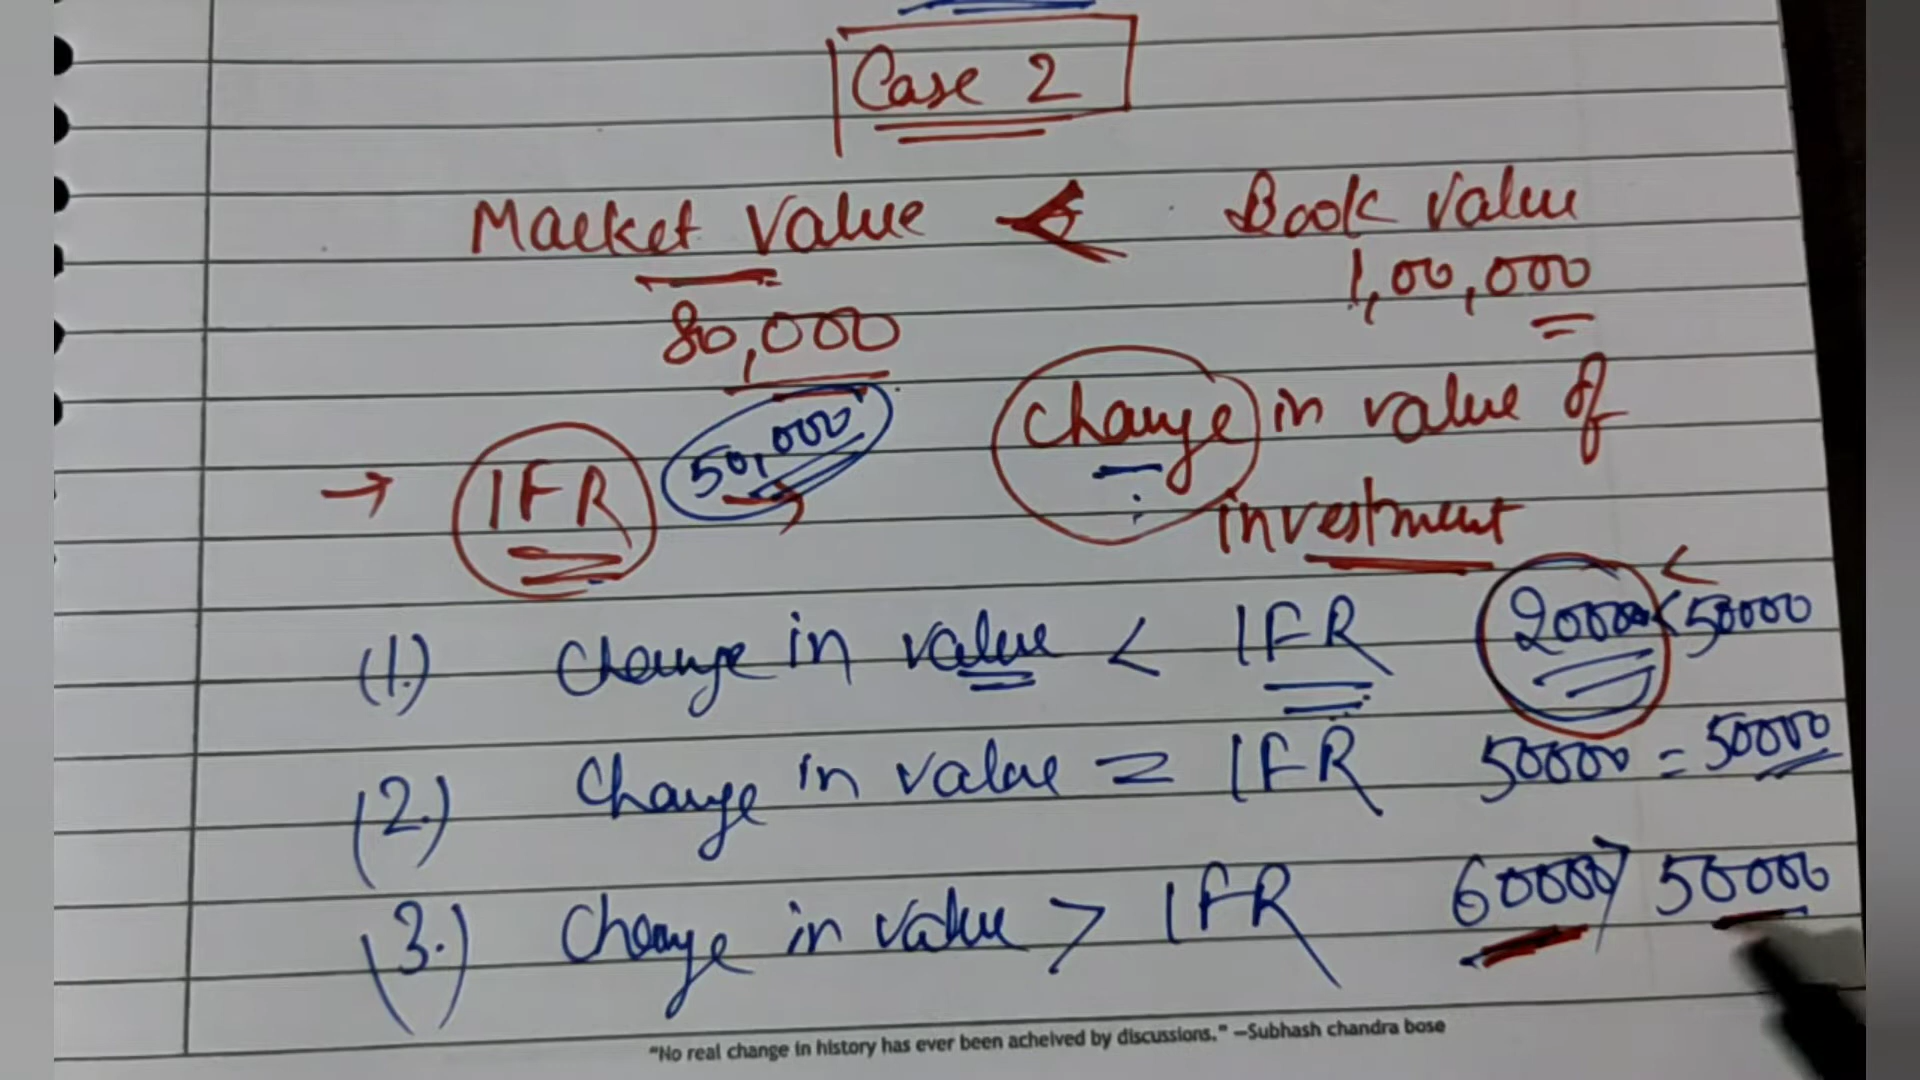 Case 2
Market Value < Book Value
80,000 1,00,000
→ IFR 50,000 change in value of
investment
(1.) Change in value < IFR 20000 < 50000
(2.) Change in value = IFR 50000 = 50000
(3.) Change in value > IFR 60000 > 50000
"No real change in history has ever been acheived by discussions." —Subhash chandra bose